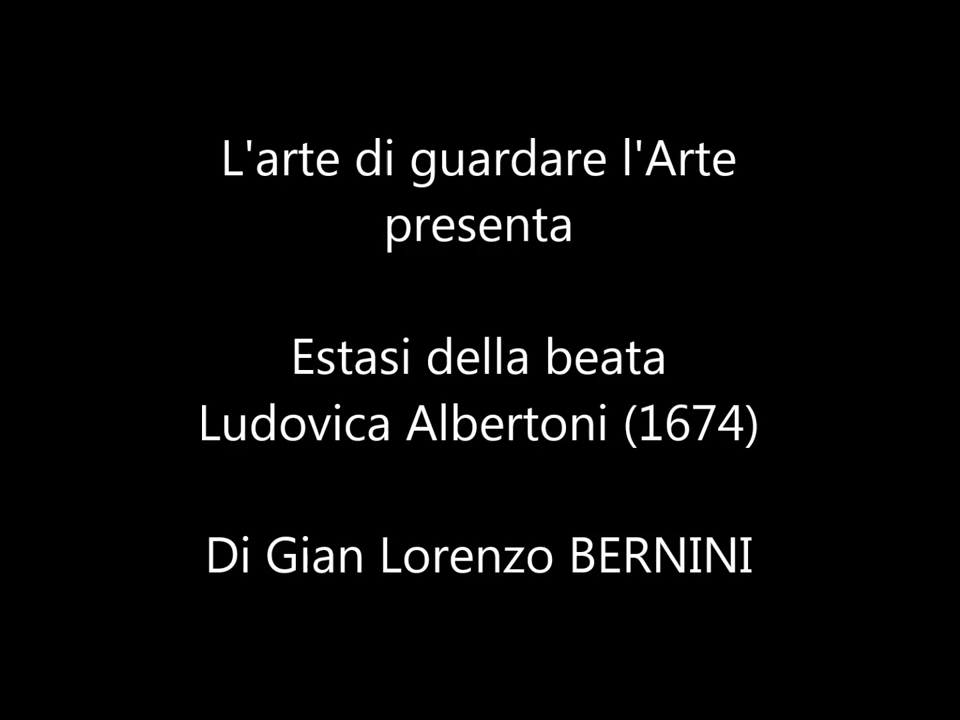 L'arte di guardare l'Arte
presenta
Estasi della beata
Ludovica Albertoni (1674)
Di Gian Lorenzo BERNINI